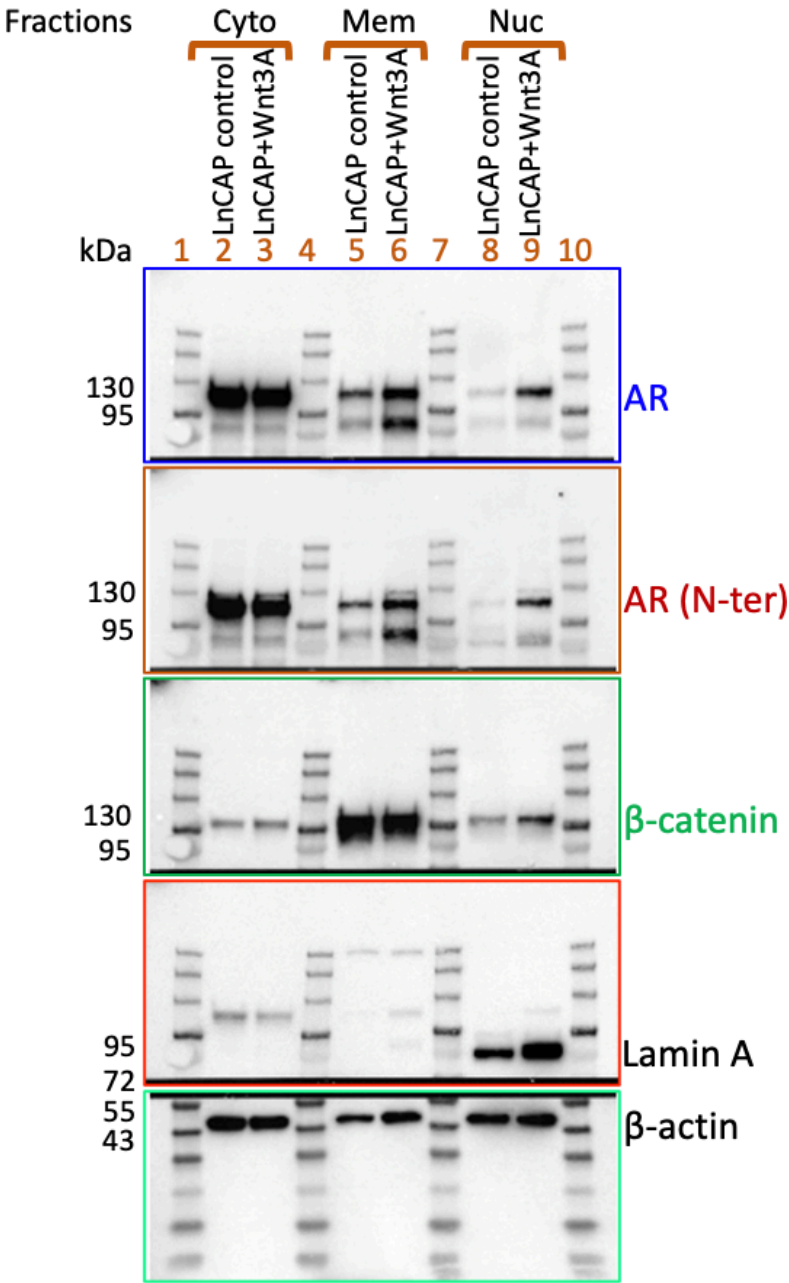 Fractions Cyto Mem Nuc
LnCAP control LnCAP+Wnt3A LnCAP control LnCAP+Wnt3A LnCAP control LnCAP+Wnt3A
kDa 1 2 3 4 5 6 7 8 9 10
130
95
AR
130
95
AR (N-ter)
130
95
β-catenin
95
72
Lamin A
55
43
β-actin